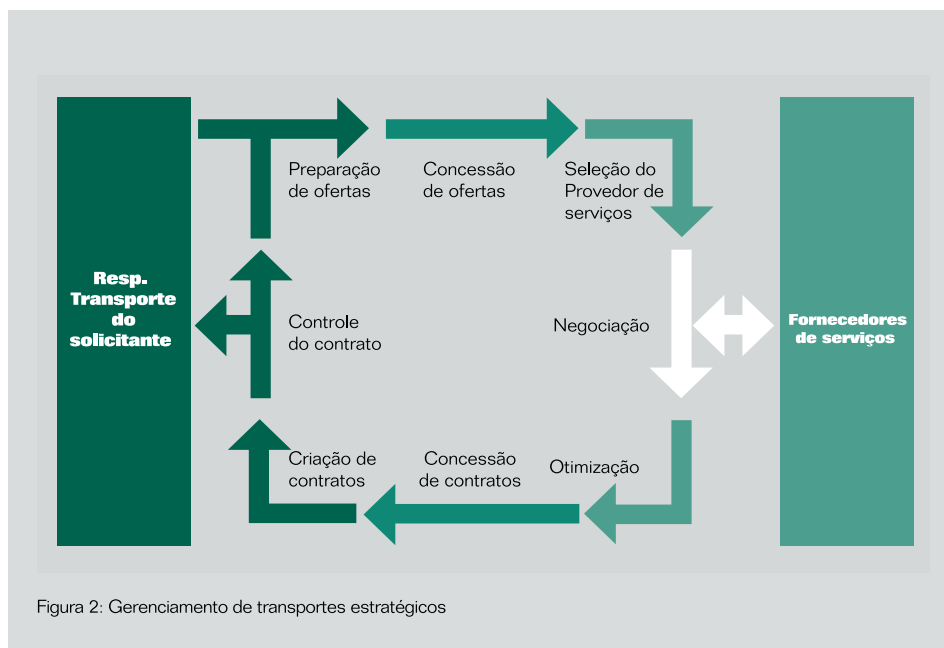 Resp.
Transporte
do
solicitante
Preparação
de ofertas
Concessão
de ofertas
Seleção do
Provedor de
serviços
Controle
do contrato
Negociação
Fornecedores
de serviços
Criação de
contratos
Concessão
de contratos
Otimização
Figura 2: Gerenciamento de transportes estratégicos